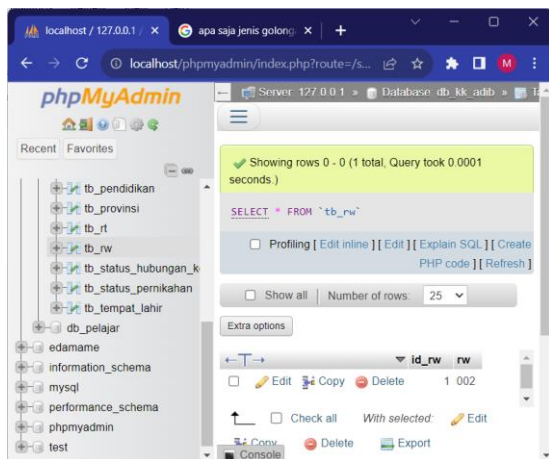 localhost / 127.0.0.1 /
apa saja jenis golong
localhost/phpmyadmin/index.php?route=/s...
M
phpMyAdmin
Recent Favorites
tb_pendidikan
tb_provinsi
tb_rt
tb_rw
tb_status_hubungan_k
tb_status_pernikahan
tb_tempat_lahir
db_pelajar
edamame
information_schema
mysql
performance_schema
phpmyadmin
test
Server: 127.0.0.1 » Database: db_kk_adib »
Showing rows 0 - 0 (1 total, Query took 0.0001
seconds.)
SELECT * FROM `tb_rw`
Profiling [ Edit inline ] [ Edit ] [ Explain SQL ] [ Create
PHP code ] [ Refresh ]
Show all Number of rows: 25
Extra options
id_rw rw
Edit Copy Delete 1 002
Check all With selected: Edit
Copy Delete Export
Console